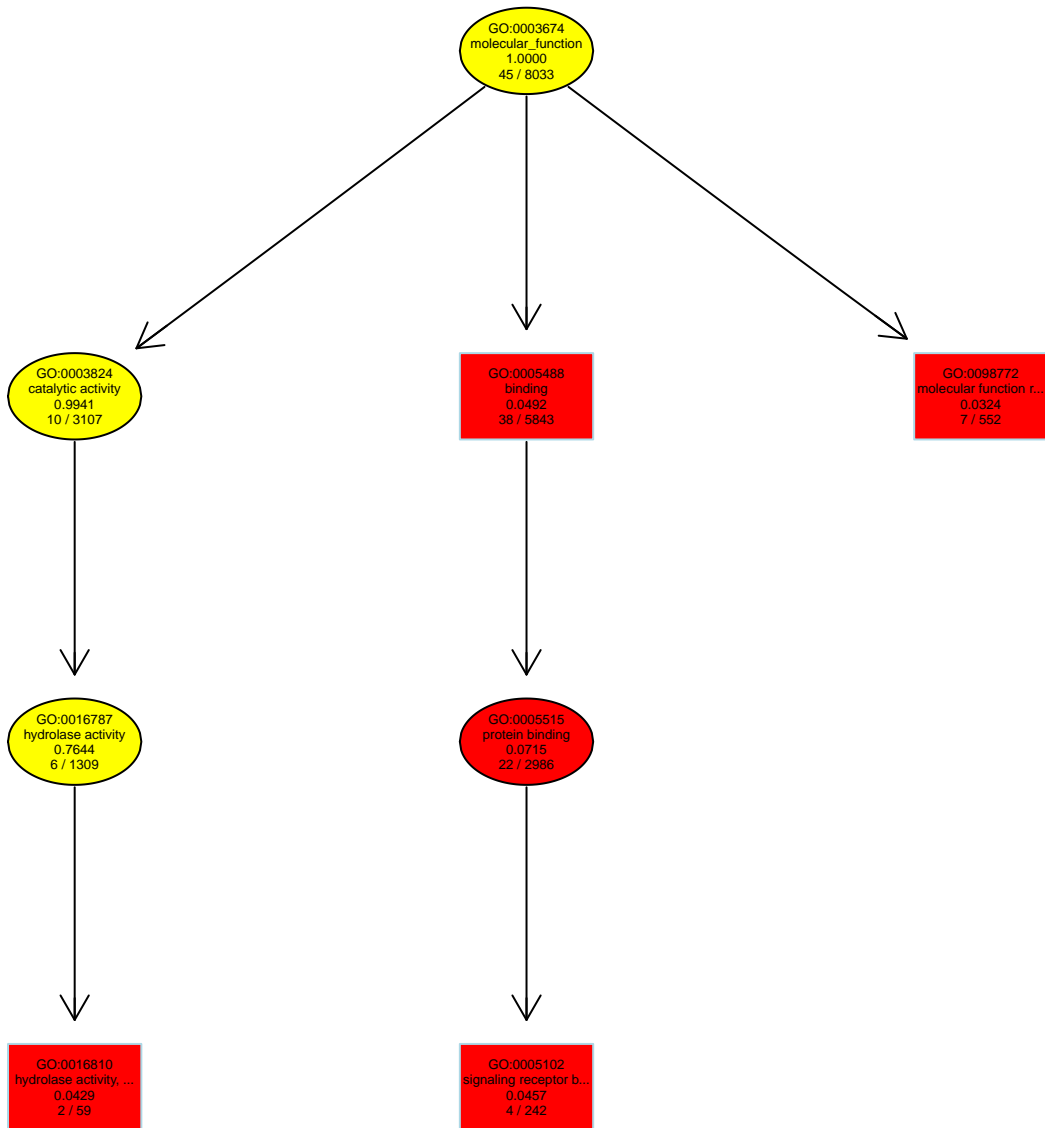 GO:0003674
molecular_function
1.0000
45 / 8033
GO:0003824
catalytic activity
0.9941
10 / 3107
GO:0005488
binding
0.0492
38 / 5843
GO:0098772
molecular function r...
0.0324
7 / 552
GO:0016787
hydrolase activity
0.7644
6 / 1309
GO:0005515
protein binding
0.0715
22 / 2986
GO:0016810
hydrolase activity, ...
0.0429
2 / 59
GO:0005102
signaling receptor b...
0.0457
4 / 242